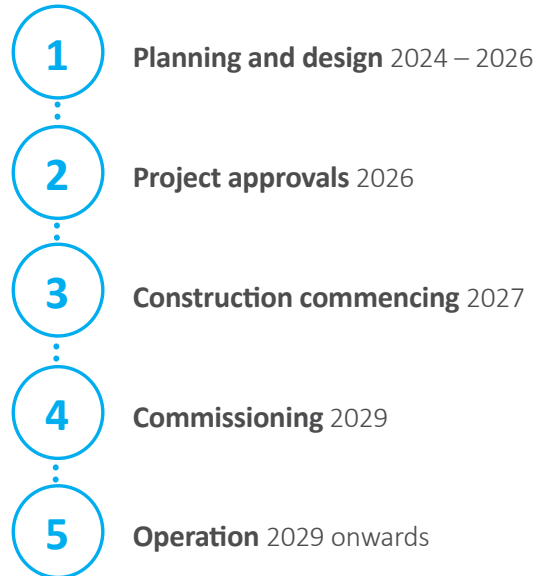 1
Planning and design 2024 – 2026
2
Project approvals 2026
3
Construction commencing 2027
4
Commissioning 2029
5
Operation 2029 onwards